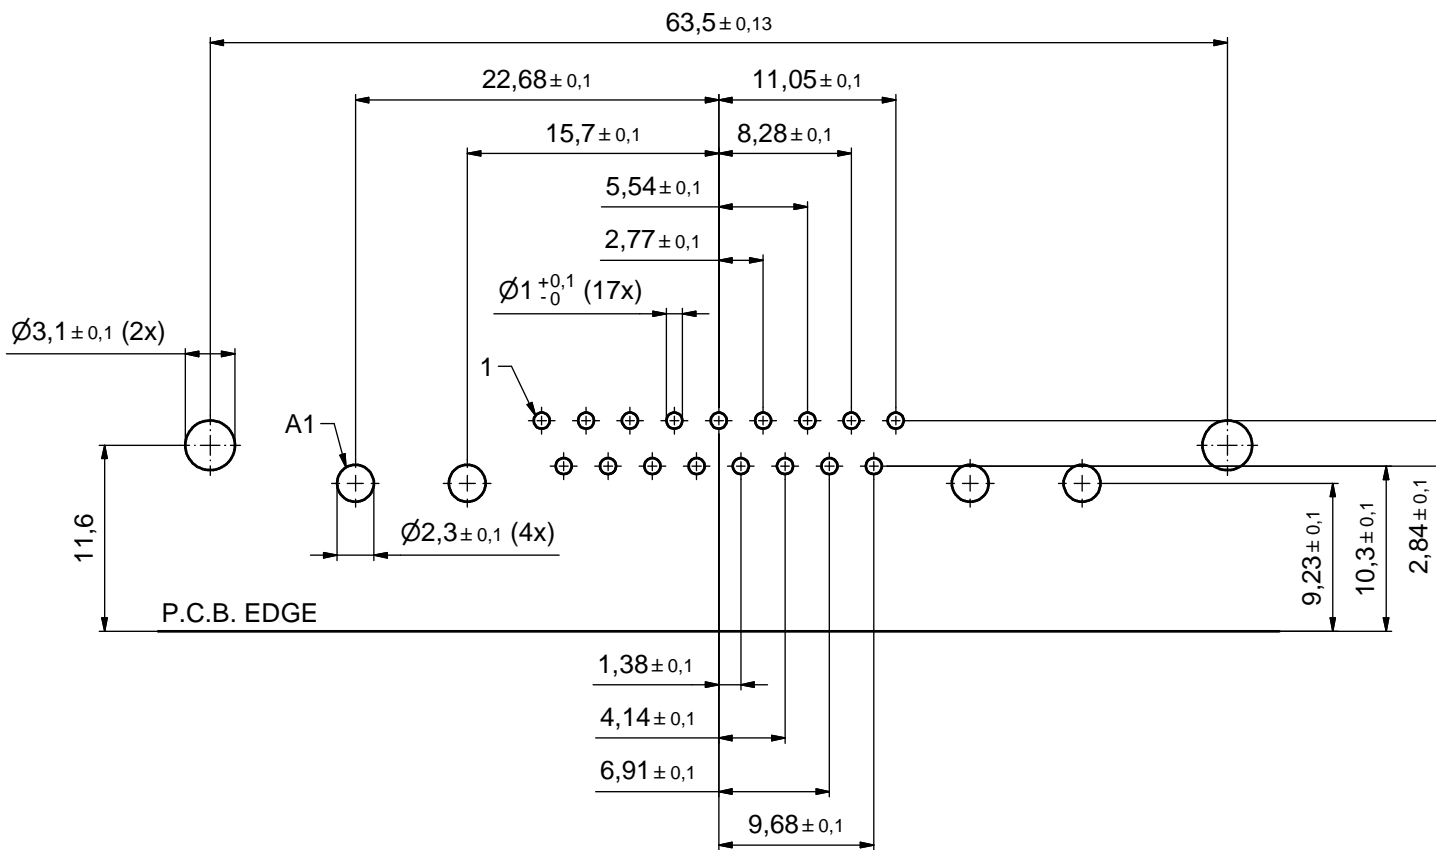 63,5 ± 0,13
22,68 ± 0,1
11,05 ± 0,1
15,7 ± 0,1
8,28 ± 0,1
5,54 ± 0,1
2,77 ± 0,1
Ø1 +0,1 -0 (17x)
Ø3,1 ± 0,1 (2x)
1
A1
Ø2,3 ± 0,1 (4x)
11,6
9,23 ± 0,1
10,3 ± 0,1
2,84 ± 0,1
P.C.B. EDGE
1,38 ± 0,1
4,14 ± 0,1
6,91 ± 0,1
9,68 ± 0,1